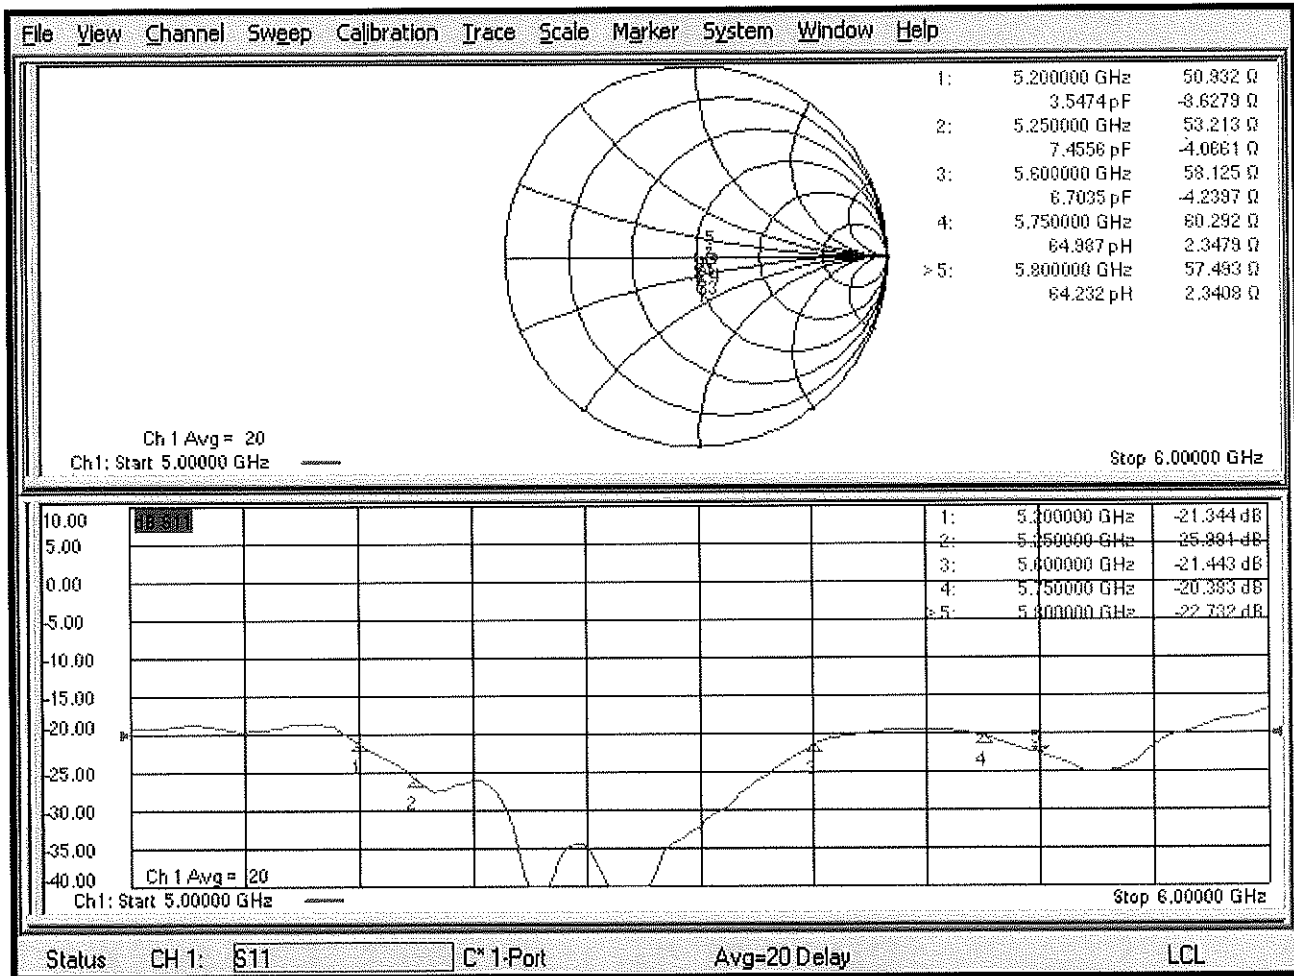 File View Channel Sweep Calibration Trace Scale Marker System Window Help
1: 5.200000 GHz 50.932 Ω
3.5474 pF -8.6279 Ω
2: 5.250000 GHz 53.213 Ω
7.4556 pF -4.0661 Ω
3: 5.600000 GHz 58.125 Ω
6.7035 pF -4.2397 Ω
4: 5.750000 GHz 60.292 Ω
64.987 pH 2.3479 Ω
>5: 5.800000 GHz 57.493 Ω
64.232 pH 2.3408 Ω
5
Ch 1 Avg = 20
Ch1: Start 5.00000 GHz
Stop 6.00000 GHz
10.00
dB S11
1: 5.200000 GHz -21.344 dB
5.00
2: 5.250000 GHz -25.991 dB
3: 5.600000 GHz -21.443 dB
0.00
4: 5.750000 GHz -20.383 dB
>5: 5.800000 GHz -22.732 dB
-5.00
-10.00
-15.00
-20.00
1
3
4
-25.00
2
-30.00
-35.00
-40.00
Ch 1 Avg = 20
Ch1: Start 5.00000 GHz
Stop 6.00000 GHz
Status CH 1: S11 C* 1-Port Avg=20 Delay LCL